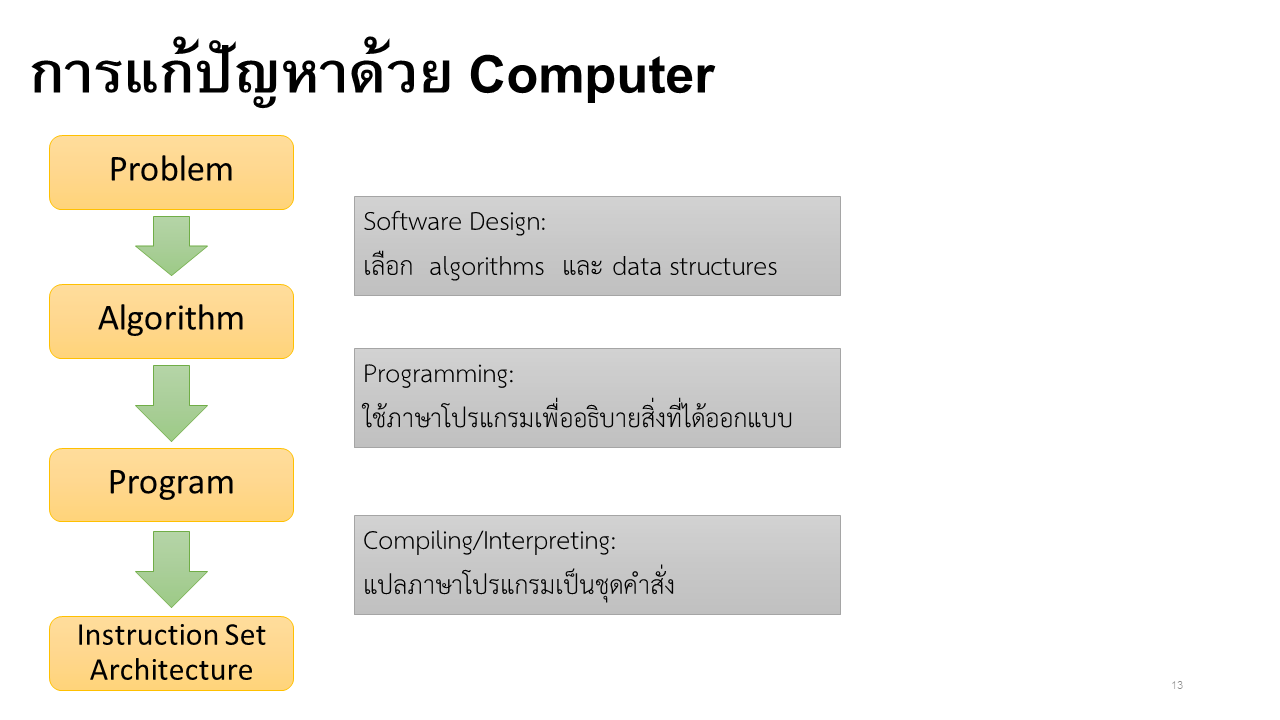 การแก้ปัญหาด้วย Computer
Problem
Software Design:
เลือก algorithms และ data structures
Algorithm
Programming:
ใช้ภาษาโปรแกรมเพื่ออธิบายสิ่งที่ได้ออกแบบ
Program
Compiling/Interpreting:
แปลภาษาโปรแกรมเป็นชุดคำสั่ง
Instruction Set
Architecture
13